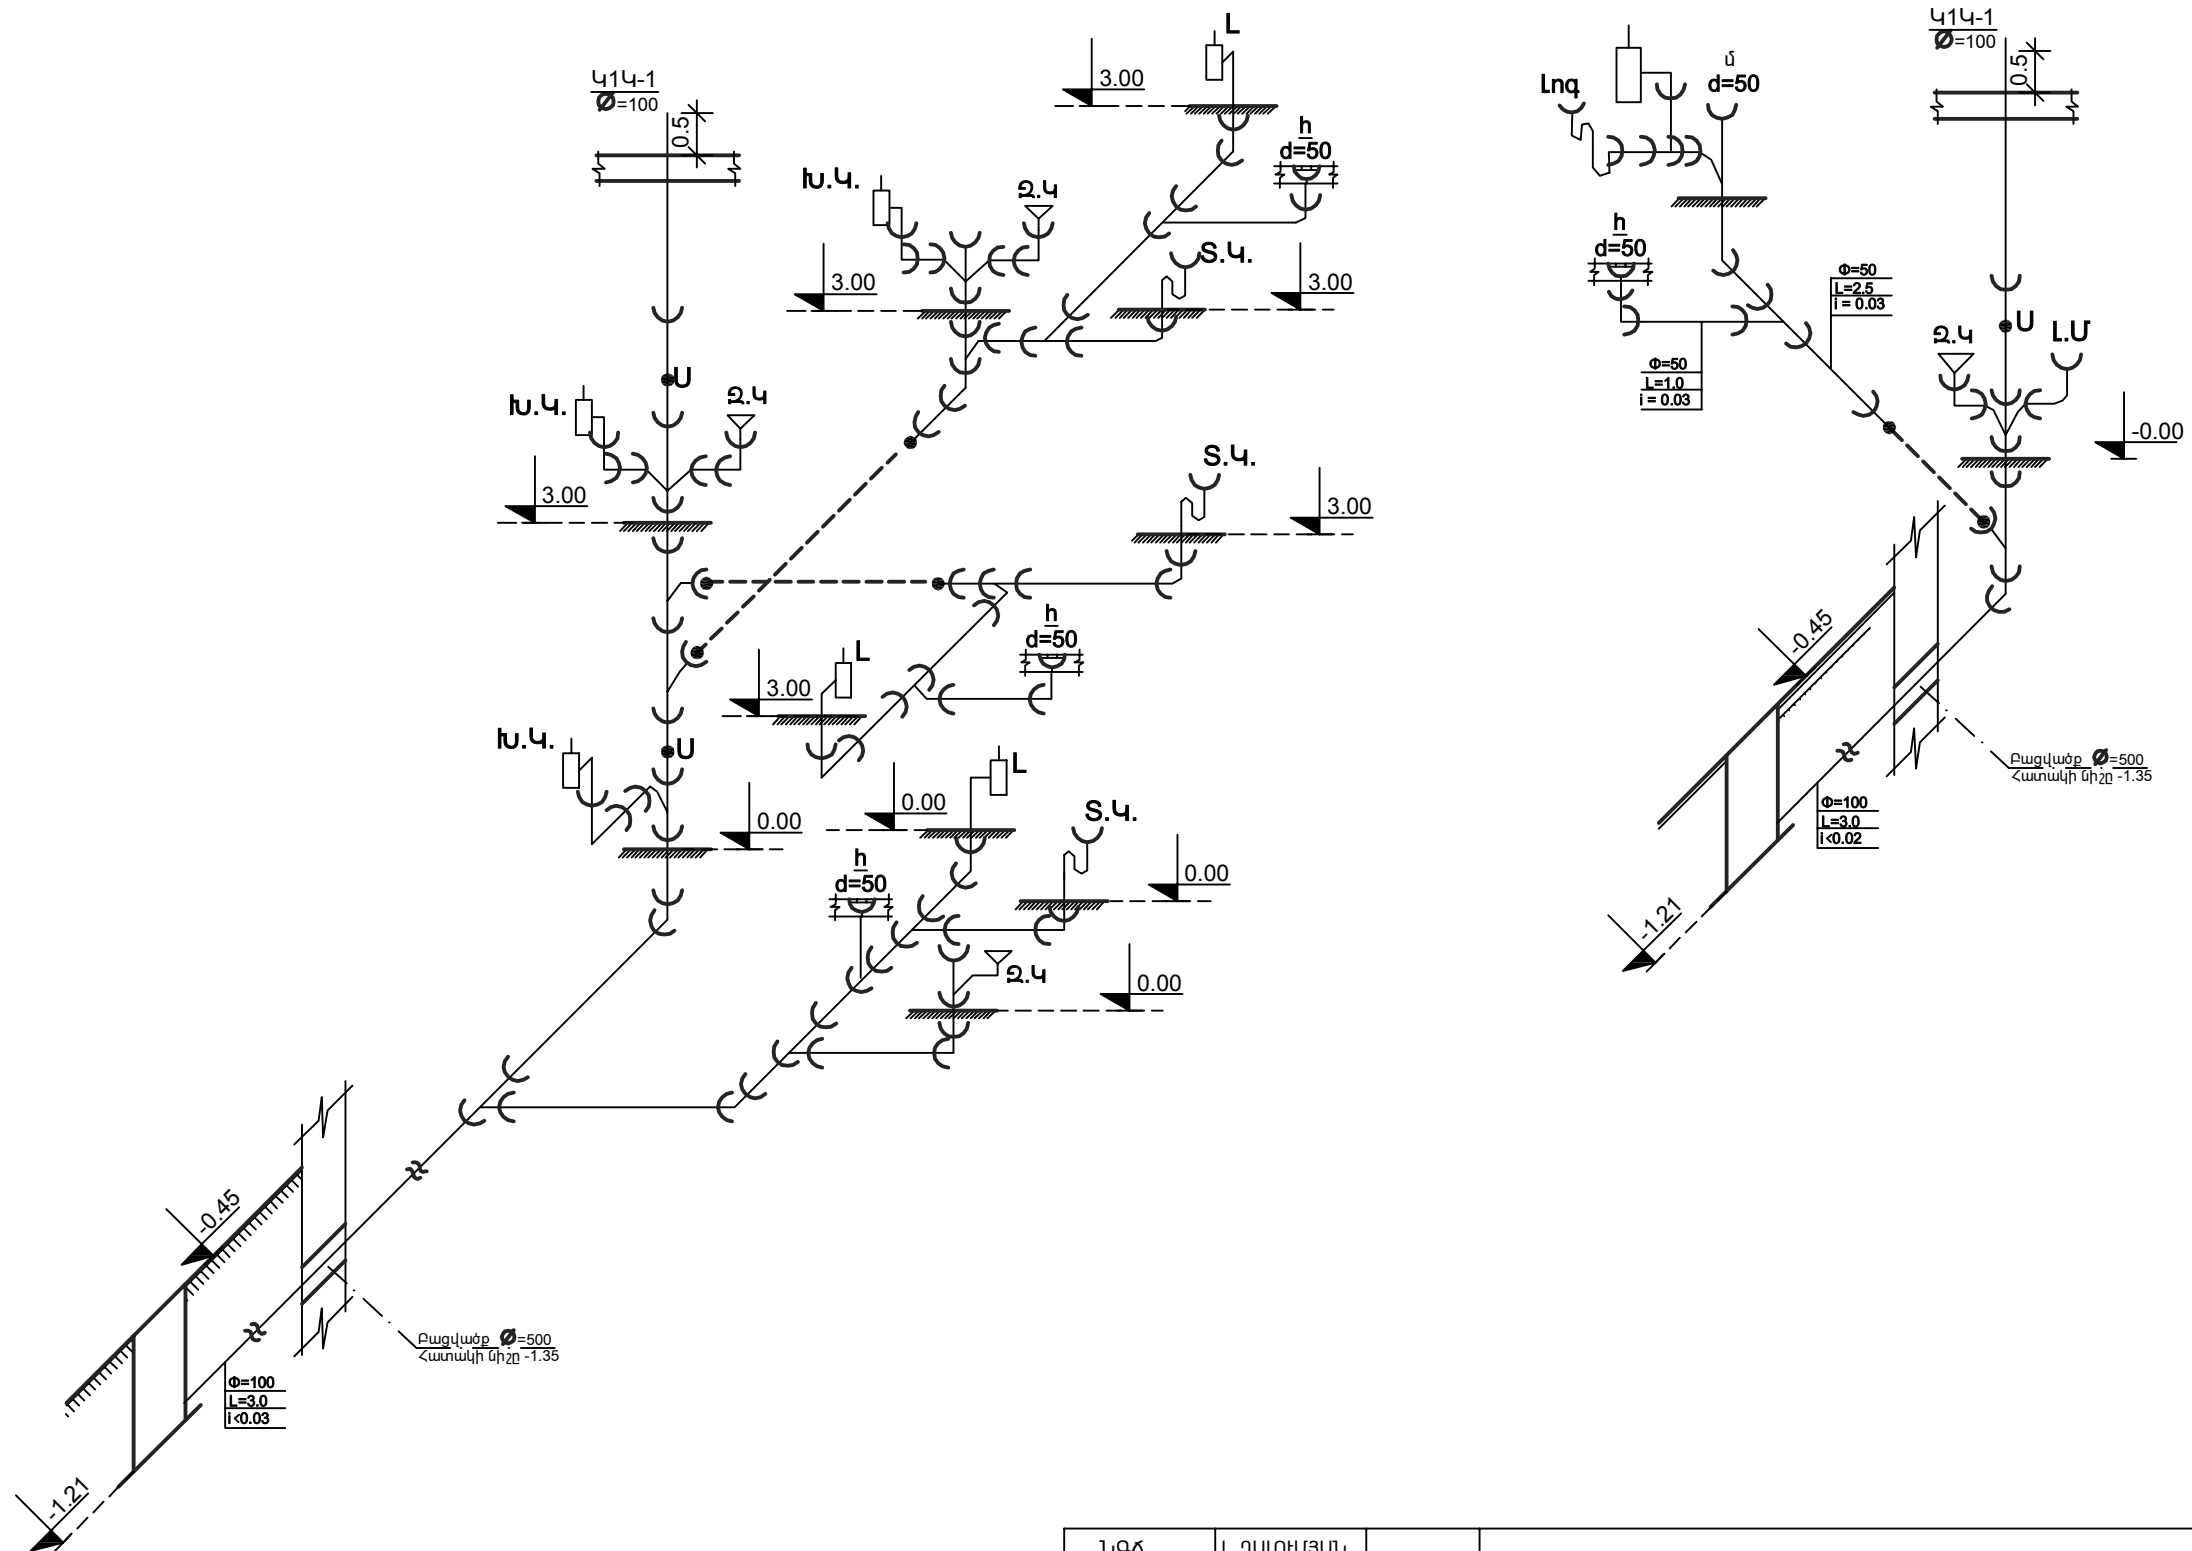 Կ1Կ-1
Ø=100
0.5
3.00
L
h
d=50
Խ.Կ.
Զ.Կ
3.00
Տ.Կ.
3.00
Ս
Խ.Կ.
Զ.Կ
3.00
Տ.Կ.
3.00
h
d=50
L
3.00
Խ.Կ.
Ս
0.00
L
0.00
Տ.Կ.
0.00
h
d=50
Զ.Կ
0.00
-0.45
-1.21
Բացվածք Ø=500
Հատակի նիշը -1.35
Φ=100
L=3.0
i<0.03
Կ1Կ-1
Ø=100
0.5
Լոգ
մ
d=50
h
d=50
Φ=50
L=2.5
i = 0.03
Φ=50
L=1.0
i = 0.03
Ս
Զ.Կ
Լ.Մ
-0.00
-0.45
-1.21
Բացվածք Ø=500
Հատակի նիշը -1.35
Φ=100
L=3.0
i<0.02